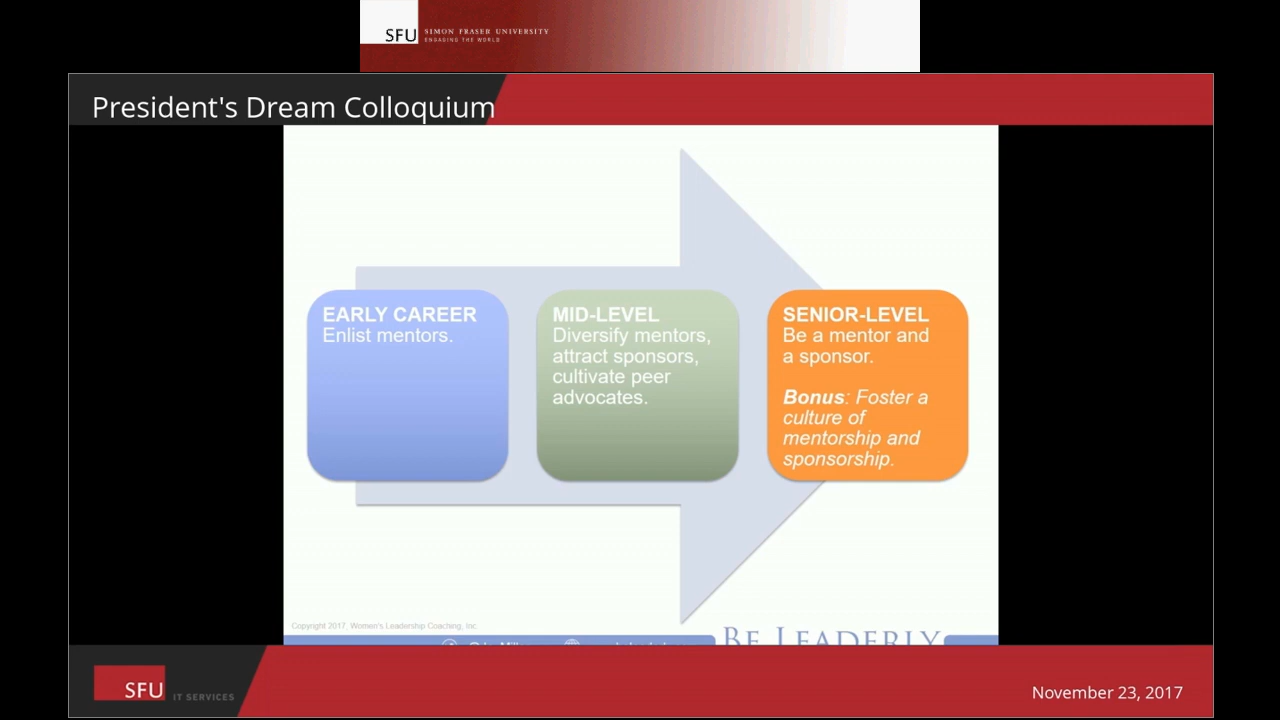 SFU SIMON FRASER UNIVERSITY
ENGAGING THE WORLD
President's Dream Colloquium
EARLY CAREER
Enlist mentors.
MID-LEVEL
Diversify mentors,
attract sponsors,
cultivate peer
advocates.
SENIOR-LEVEL
Be a mentor and
a sponsor.
Bonus: Foster a
culture of
mentorship and
sponsorship.
Copyright 2017, Women's Leadership Coaching, Inc
BE LEADERLY
SFU IT SERVICES
November 23, 2017